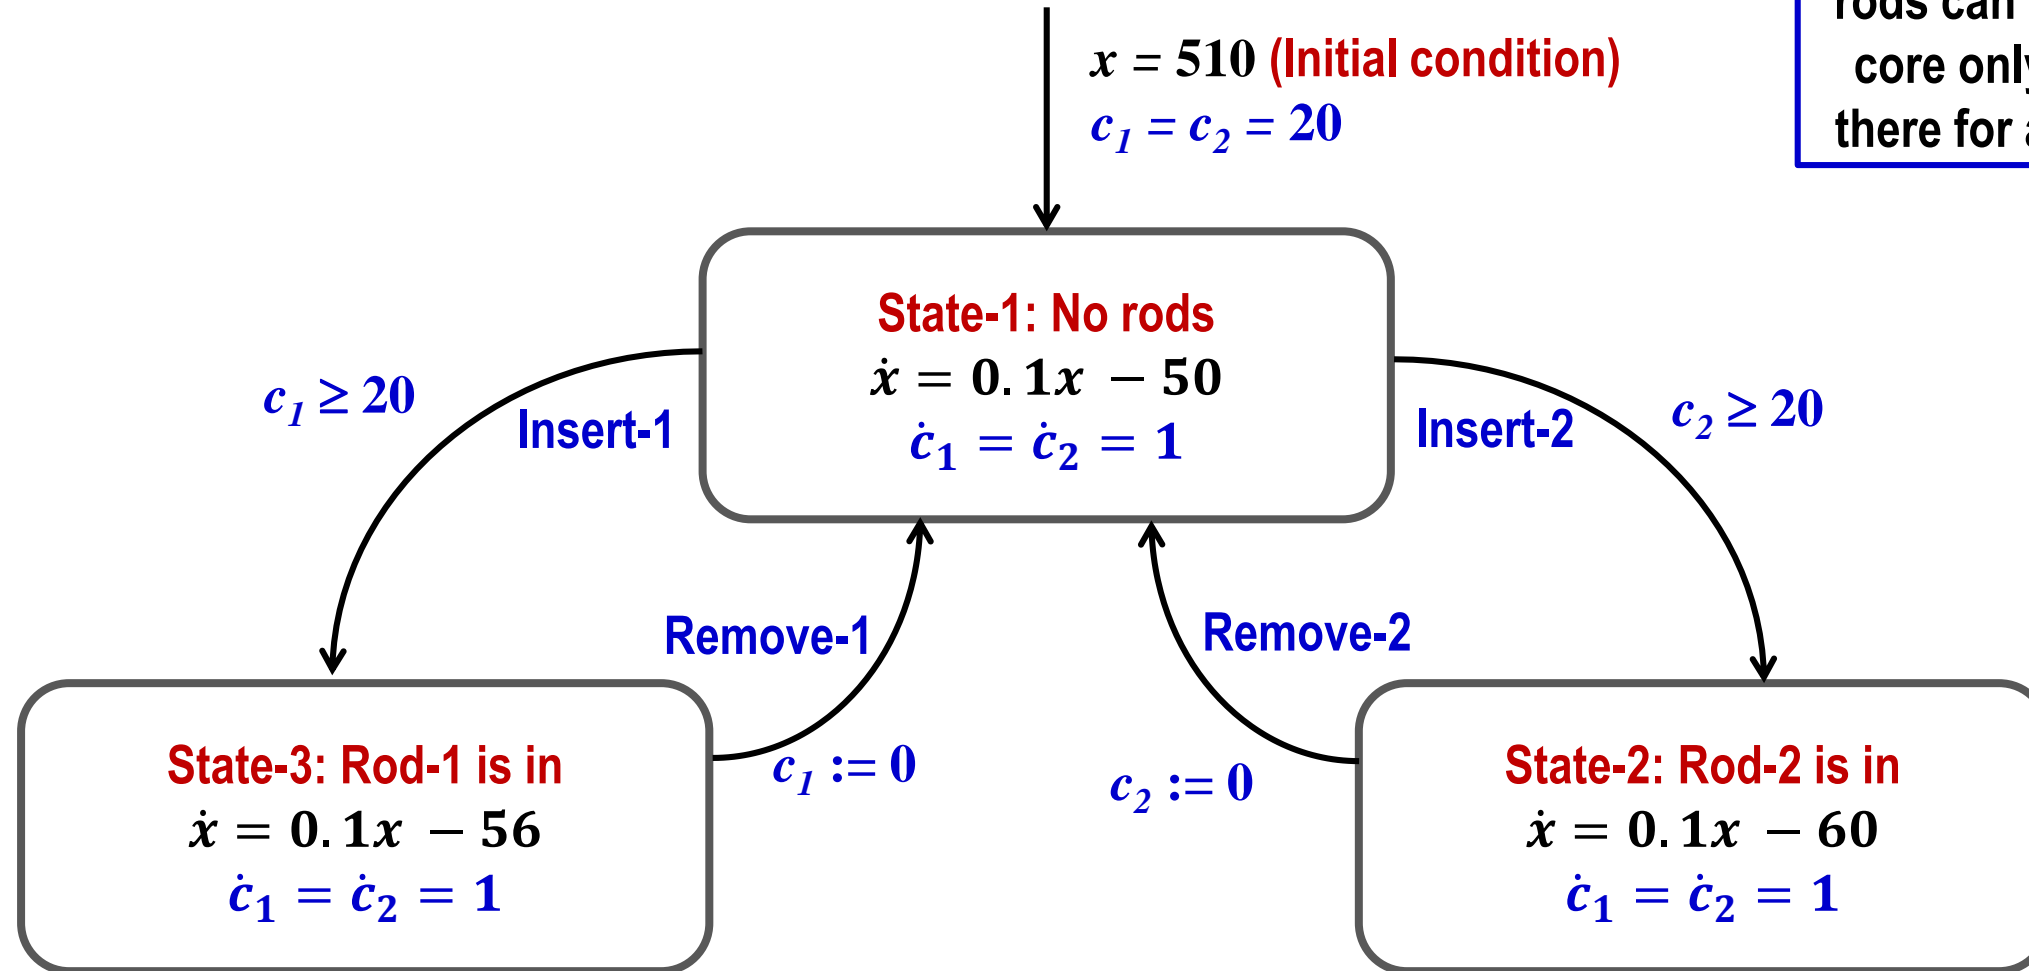 rods can
core only
there for a
x = 510 (Initial condition)
c₁ = c₂ = 20
State-1: No rods
ẋ = 0.1x − 50
ċ₁ = ċ₂ = 1
c₁ ≥ 20
Insert-1
Insert-2
c₂ ≥ 20
Remove-1
Remove-2
c₁ := 0
c₂ := 0
State-3: Rod-1 is in
ẋ = 0.1x − 56
ċ₁ = ċ₂ = 1
State-2: Rod-2 is in
ẋ = 0.1x − 60
ċ₁ = ċ₂ = 1